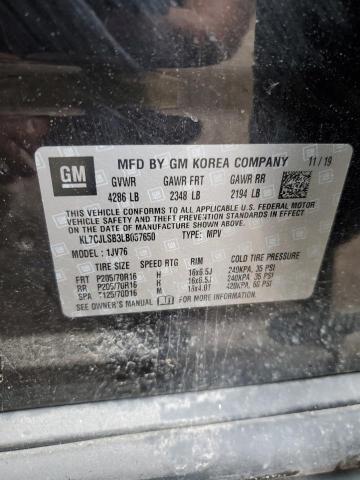 GM
MFD BY GM KOREA COMPANY 11/19
GVWR GAWR FRT GAWR RR
4286 LB 2348 LB 2194 LB
THIS VEHICLE CONFORMS TO ALL APPLICABLE U.S. FEDERAL MOTOR
VEHICLE SAFETY AND THEFT PREVENTION STANDARDS IN EFFECT ON
THE DATE OF MANUFACTURE SHOWN ABOVE.
KL7CJLSB3LB037650 TYPE: MPV
MODEL: 1JV76
TIRE SIZE SPEED RTG RIM COLD TIRE PRESSURE
FRT P205/70R16 H 16x6.5J 240KPA, 35 PSI
RR P205/70R16 H 16x6.5J 240KPA, 35 PSI
SPA T125/70D16 M 16x4.0T 420KPA, 60 PSI
SEE OWNER'S MANUAL FOR